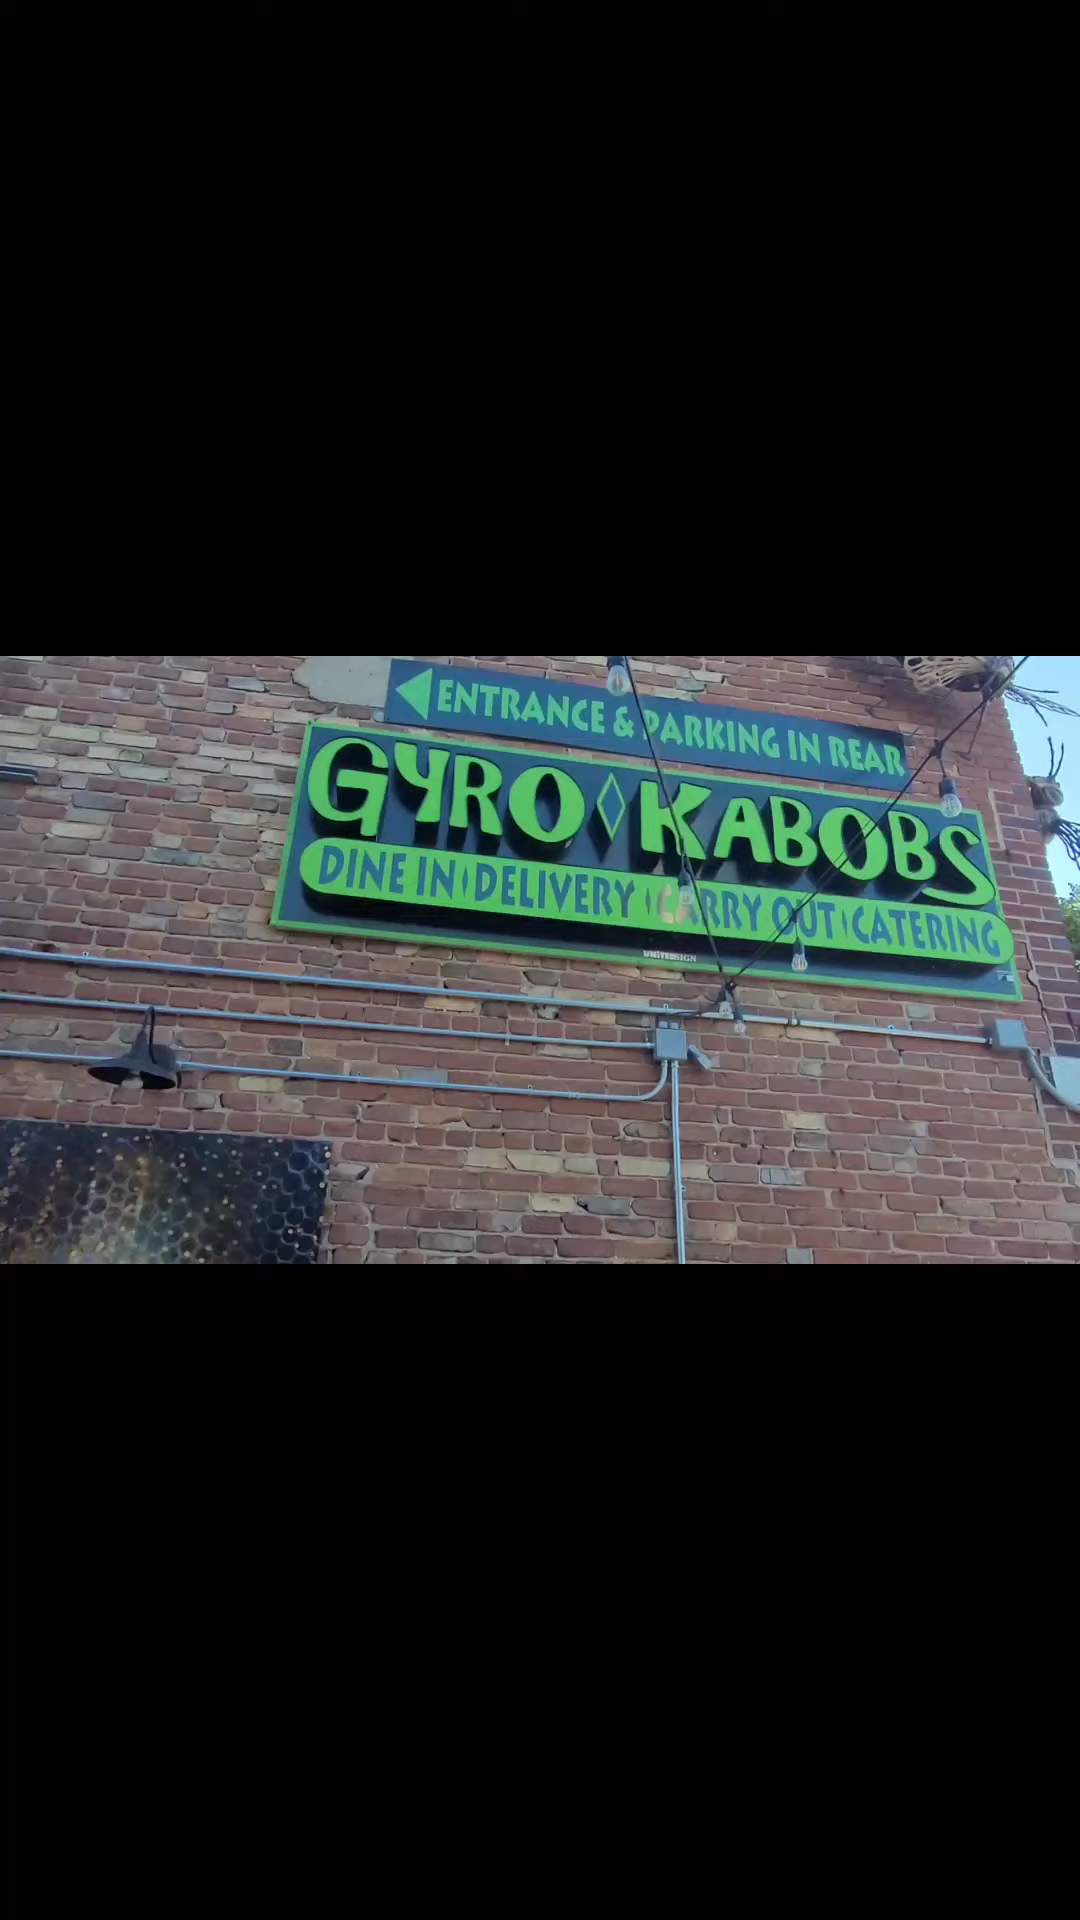 ENTRANCE & PARKING IN REAR
GYRO KABOBS
DINE IN DELIVERY CARRY OUT CATERING